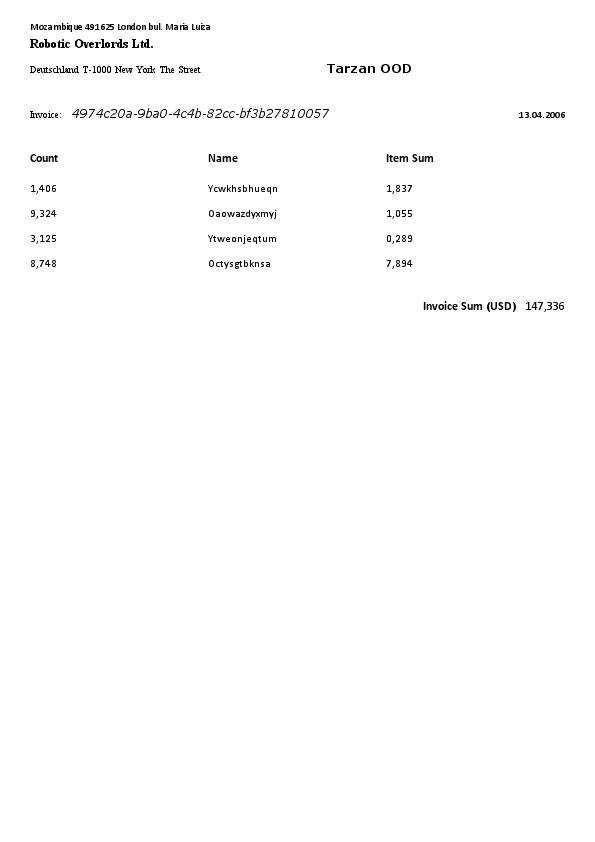 Mozambique 491625 London bul. Maria Luiza
Robotic Overlords Ltd.
Deutschland T-1000 New York The Street Tarzan OOD
Invoice: 4974c20a-9ba0-4c4b-82cc-bf3b27810057 13.04.2006
Count Name Item Sum
1,406 Ycwkhsbhueqn 1,837
9,324 Oaowazdyxmyj 1,055
3,125 Ytweonjeqtum 0,289
8,748 Octysgtbknsa 7,894
Invoice Sum (USD) 147,336